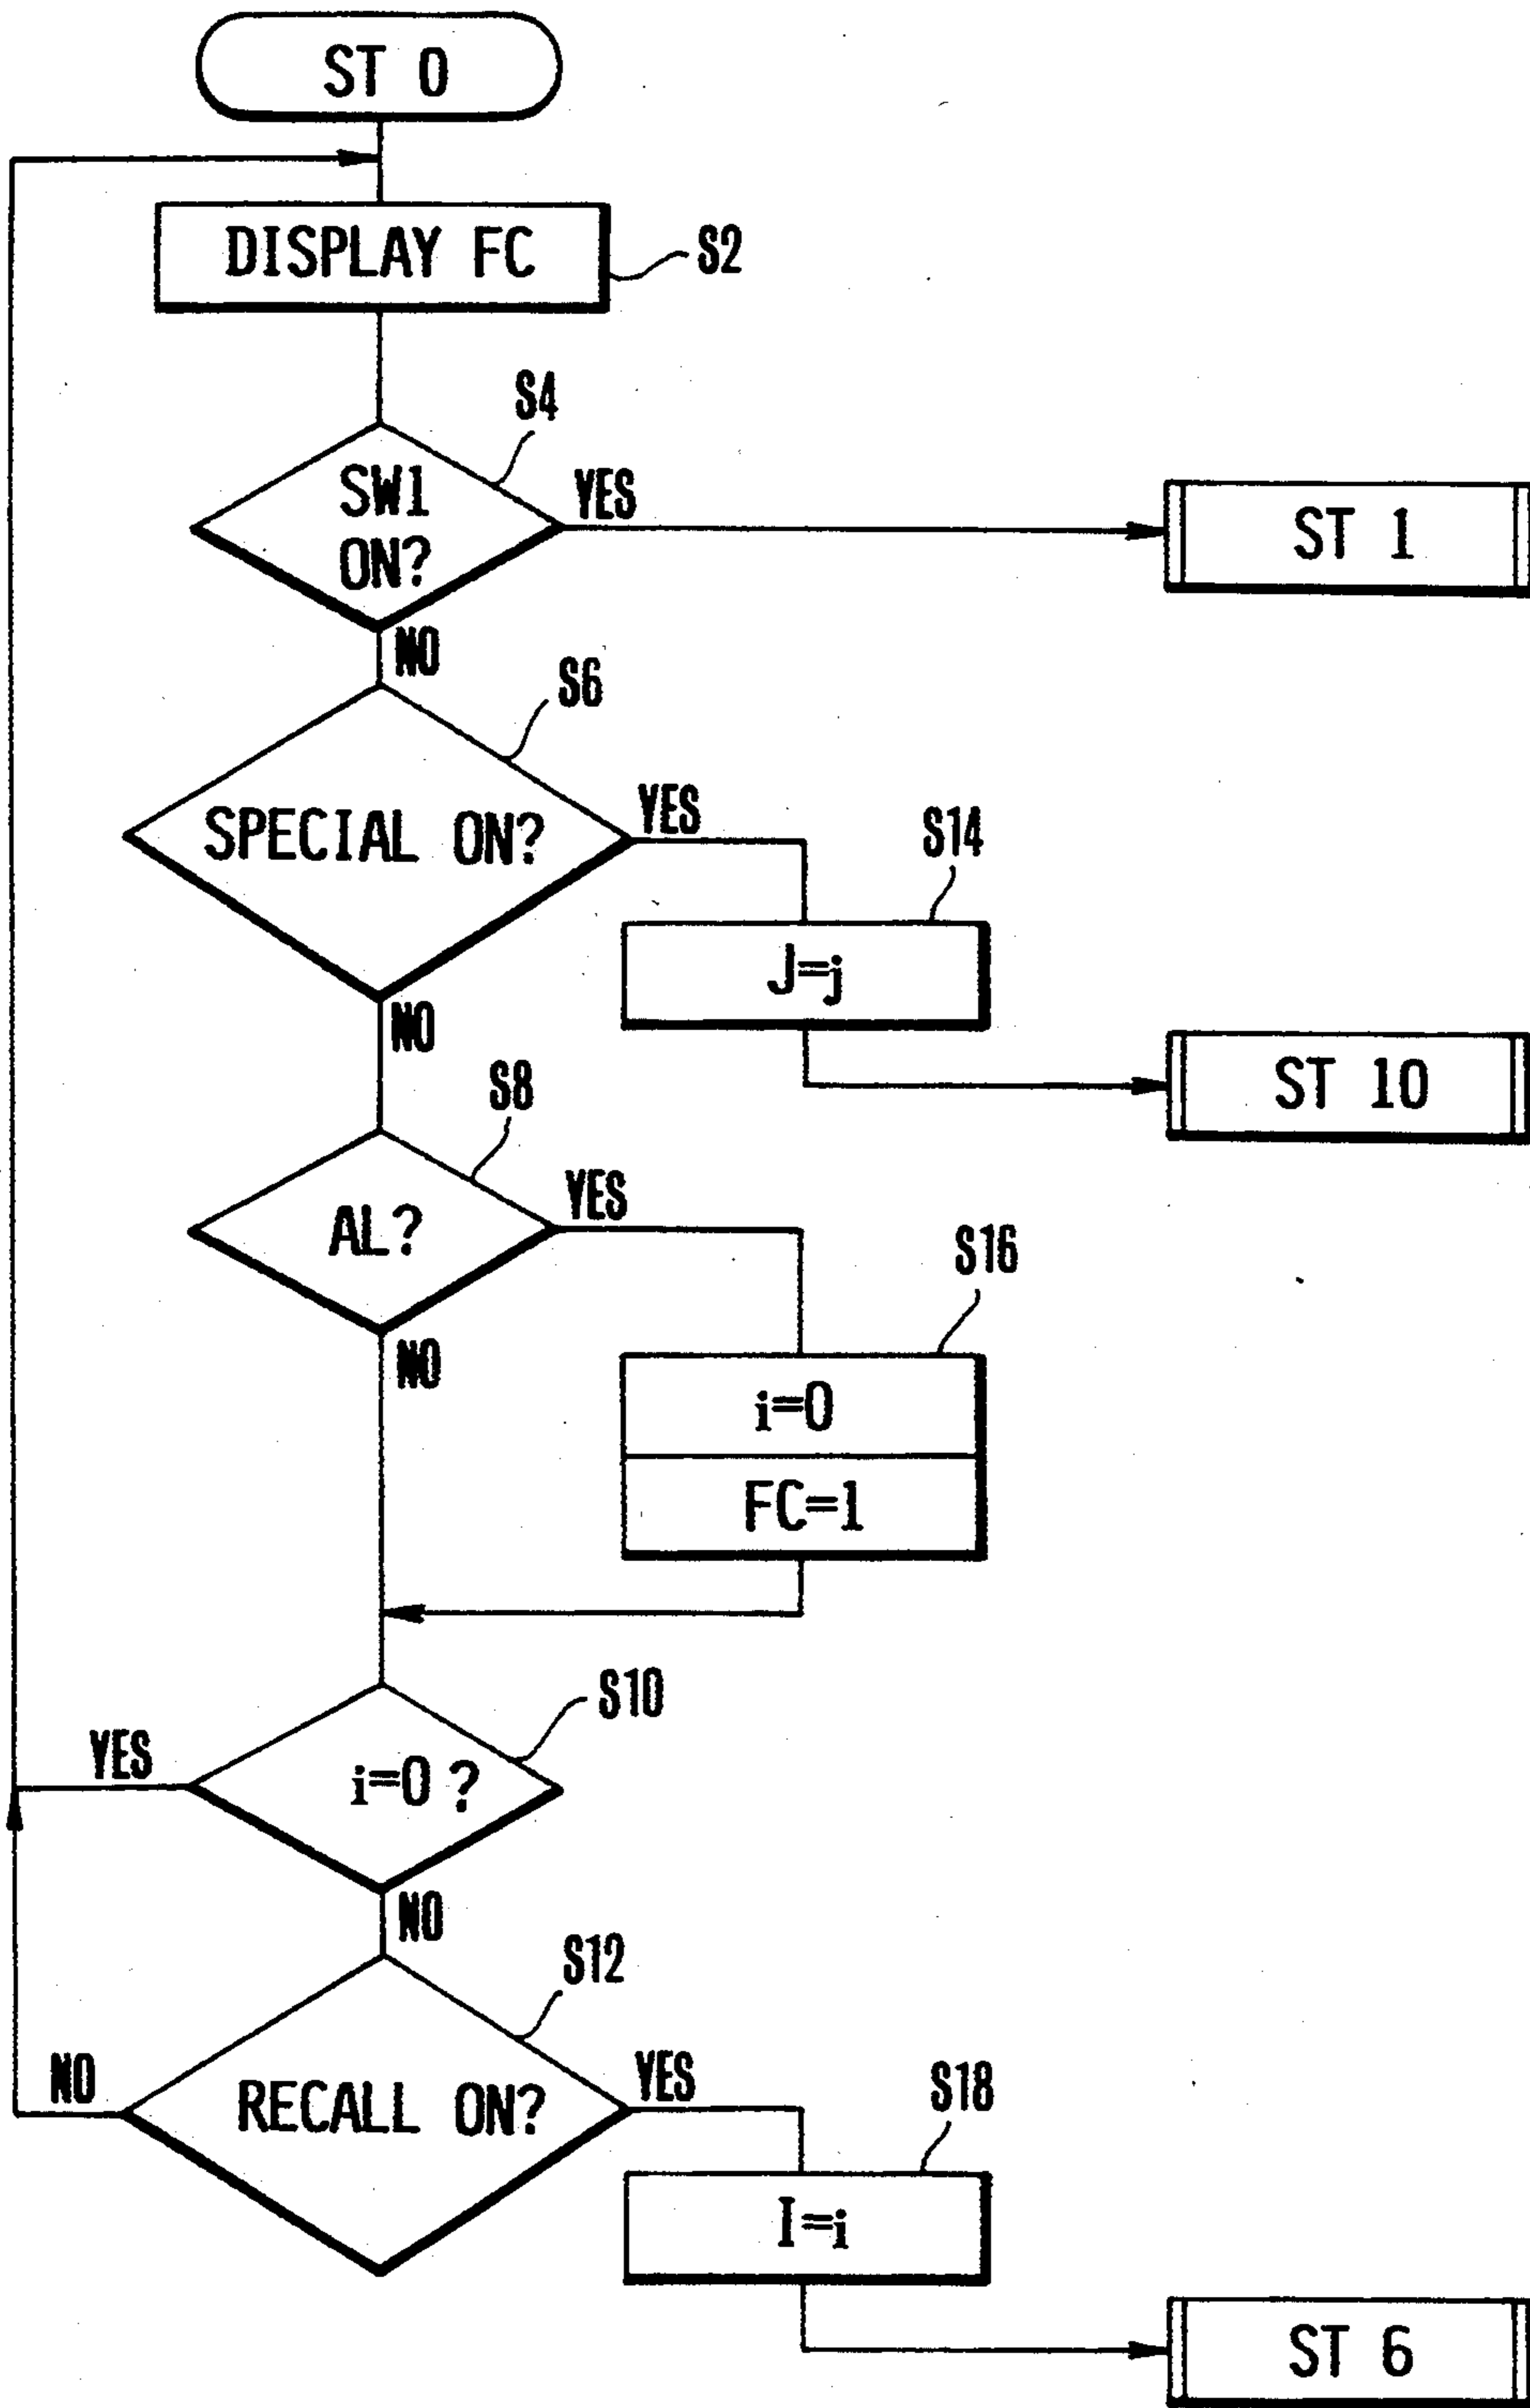 ST 0
DISPLAY FC
S2
S4
SW1
ON?
YES
ST 1
NO
S6
SPECIAL ON?
YES
S14
J=j
NO
ST 10
S8
AL?
YES
S16
NO
i=0
FC=1
S10
YES
i=0 ?
NO
S12
NO
RECALL ON?
YES
S18
I=i
ST 6